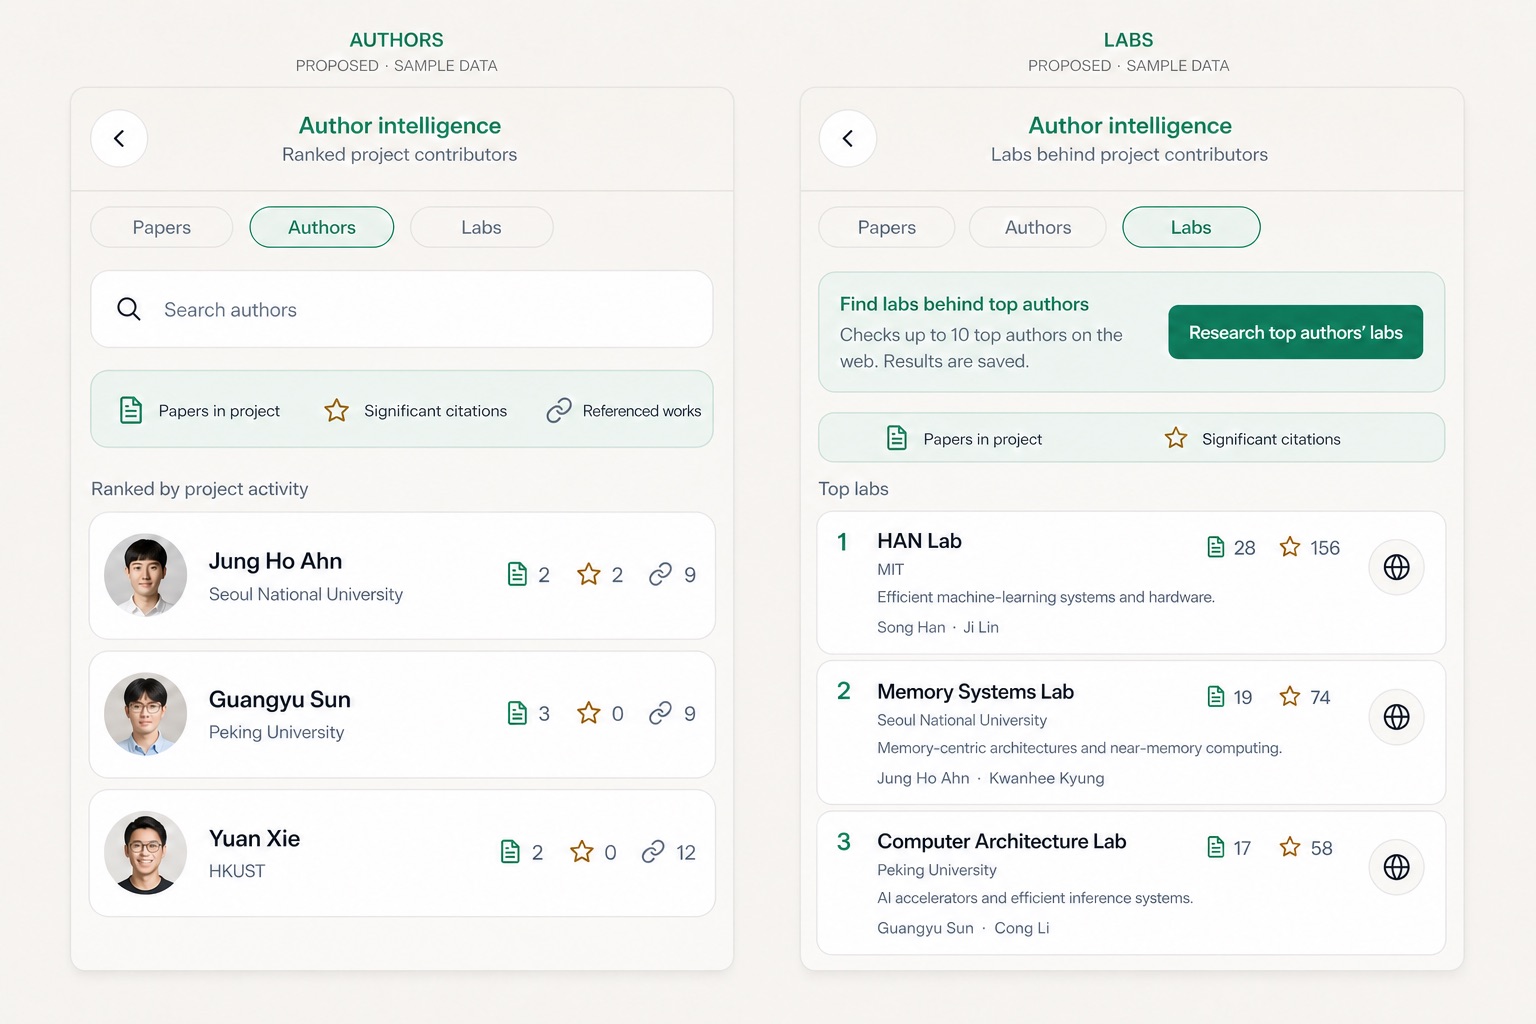 AUTHORS
PROPOSED · SAMPLE DATA
Author intelligence
Ranked project contributors
Papers
Authors
Labs
Search authors
Papers in project
Significant citations
Referenced works
Ranked by project activity
Jung Ho Ahn
Seoul National University
2
2
9
Guangyu Sun
Peking University
3
0
9
Yuan Xie
HKUST
2
0
12
LABS
PROPOSED · SAMPLE DATA
Author intelligence
Labs behind project contributors
Papers
Authors
Labs
Find labs behind top authors
Checks up to 10 top authors on the
web. Results are saved.
Research top authors’ labs
Papers in project
Significant citations
Top labs
1
HAN Lab
28
156
MIT
Efficient machine-learning systems and hardware.
Song Han · Ji Lin
2
Memory Systems Lab
19
74
Seoul National University
Memory-centric architectures and near-memory computing.
Jung Ho Ahn · Kwanhee Kyung
3
Computer Architecture Lab
17
58
Peking University
AI accelerators and efficient inference systems.
Guangyu Sun · Cong Li